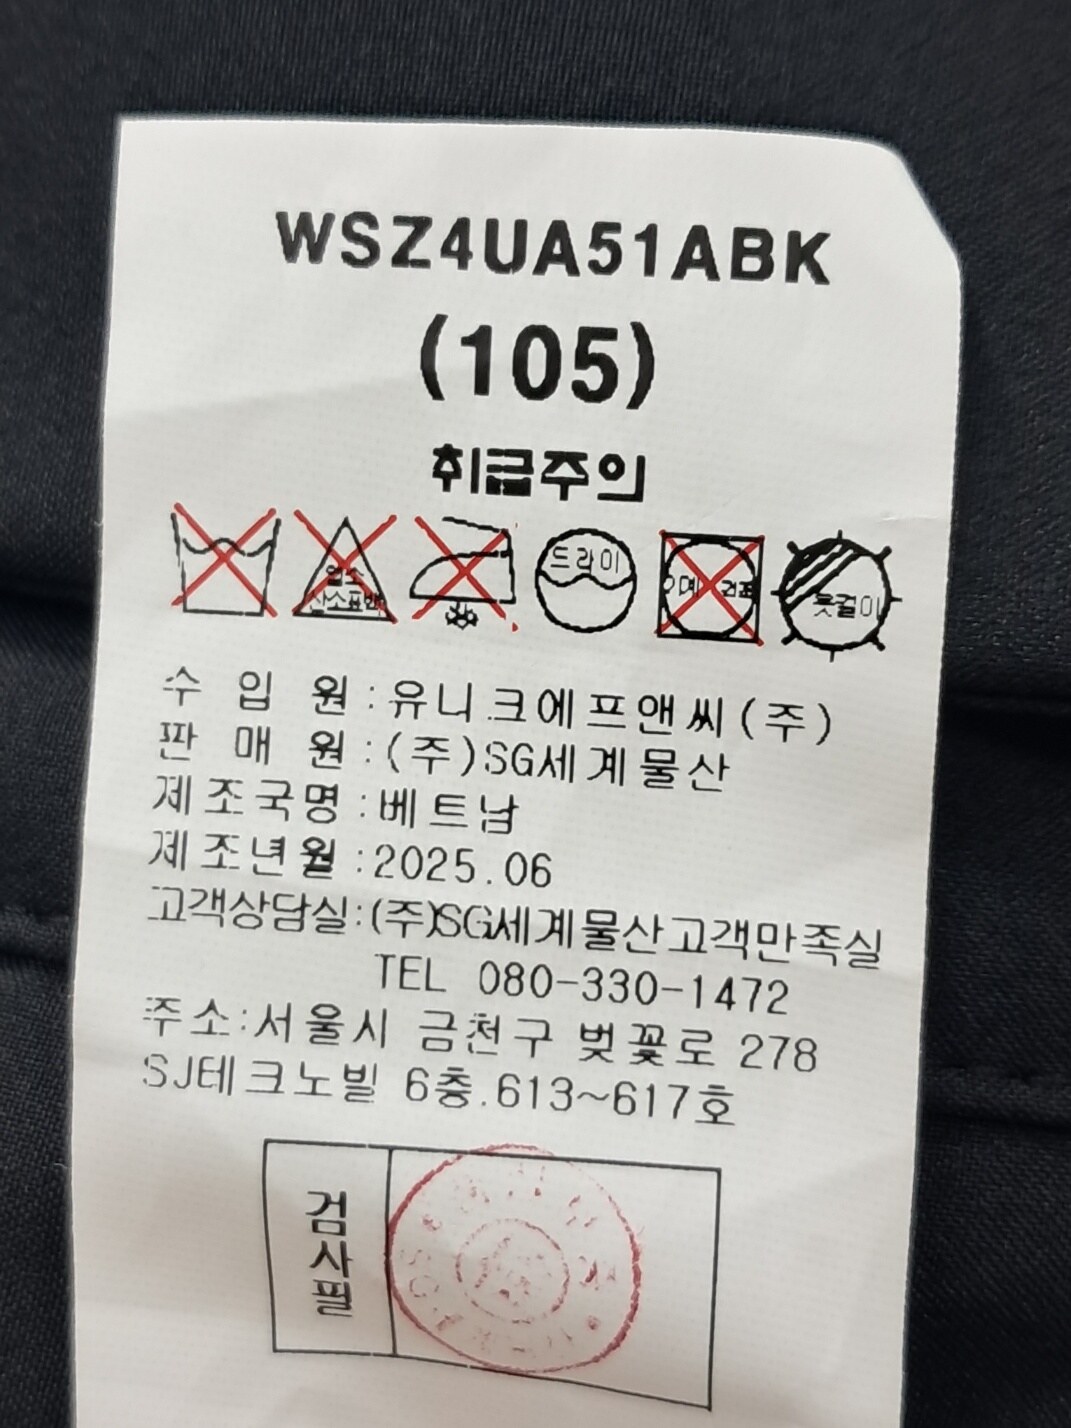 WSZ4UA51ABK
(105)
취급주의
드라이
옷걸이
수 입 원 : 유니크에프앤씨(주)
판 매 원 : (주)SG세계물산
제조국명 : 베트남
제조년월 : 2025.06
고객상담실:(주)SG세계물산고객만족실
TEL 080-330-1472
주소:서울시 금천구 벚꽃로 278
SJ테크노빌 6층.613~617호
검사필